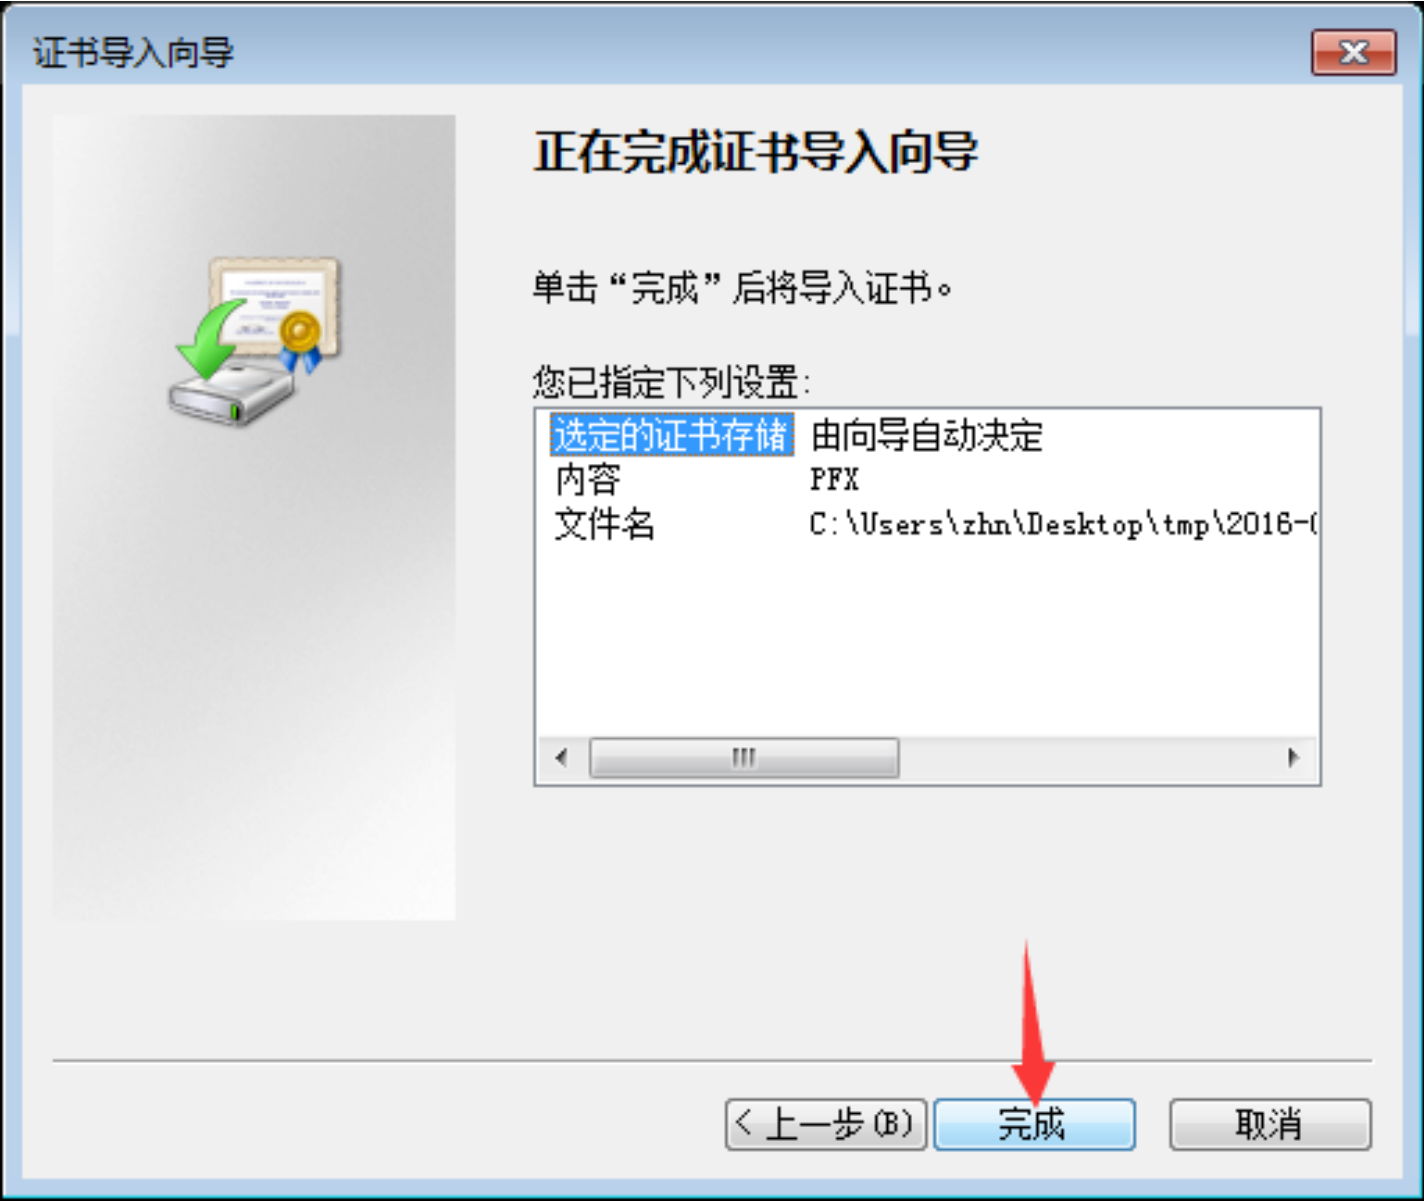 证书导入向导
正在完成证书导入向导
单击“完成”后将导入证书。
您已指定下列设置:
选定的证书存储 由向导自动决定
内容 PFX
文件名 C:\Users\zhn\Desktop\tmp\2016-
< 上一步(B) 完成 取消